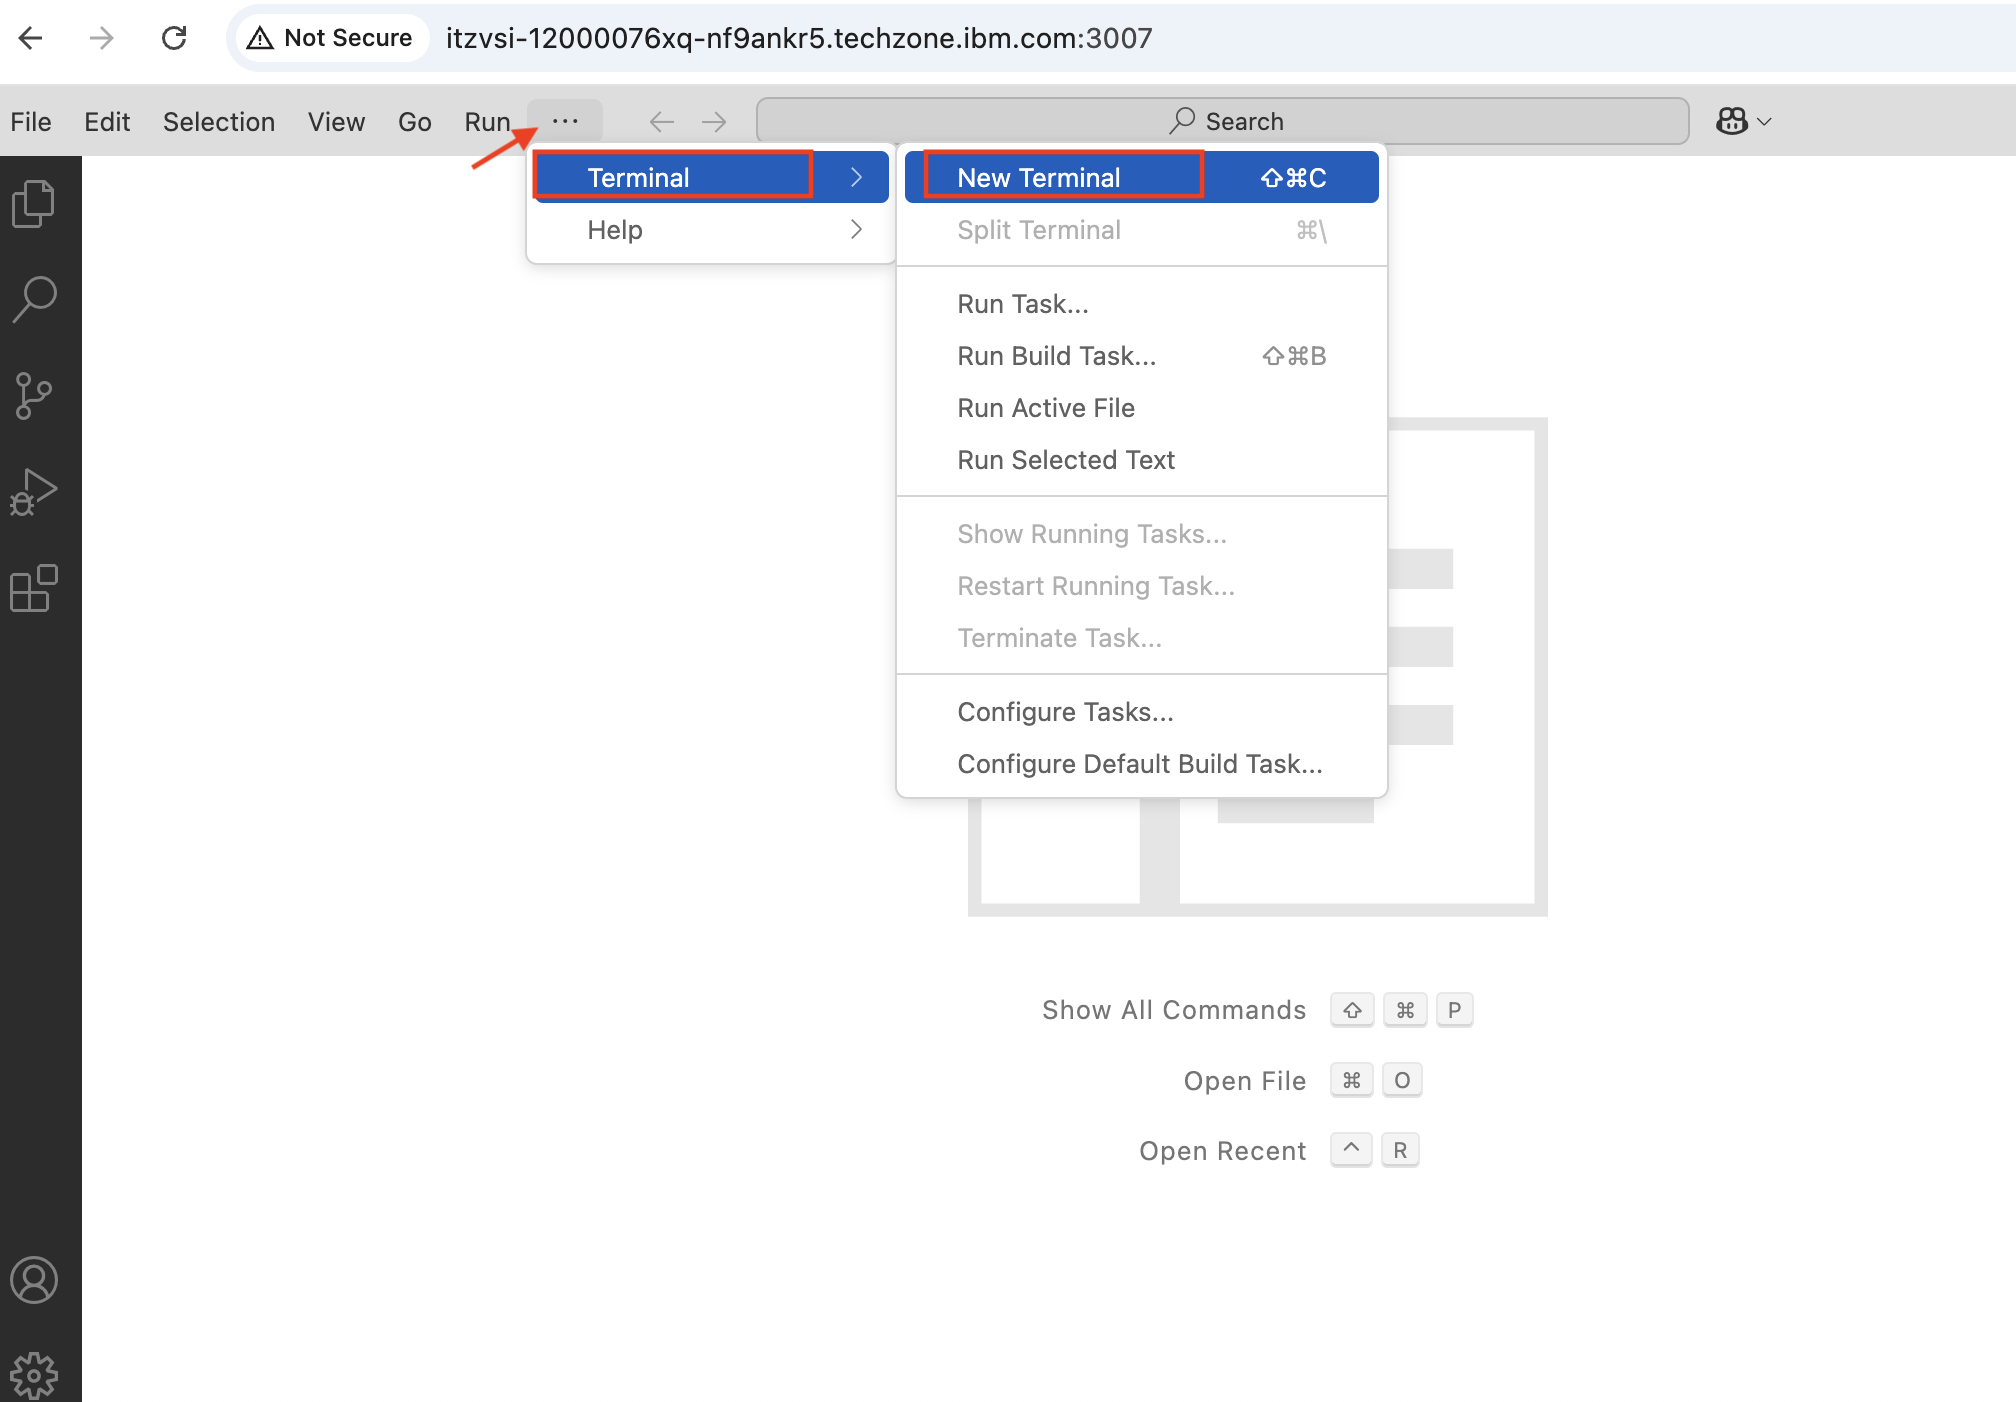 Not Secure itzvsi-12000076xq-nf9ankr5.techzone.ibm.com:3007
File Edit Selection View Go Run ... Search
Terminal
Help
New Terminal ⇧⌘C
Split Terminal ⌘\
Run Task...
Run Build Task... ⇧⌘B
Run Active File
Run Selected Text
Show Running Tasks...
Restart Running Task...
Terminate Task...
Configure Tasks...
Configure Default Build Task...
Show All Commands ⇧ ⌘ P
Open File ⌘ O
Open Recent ^ R